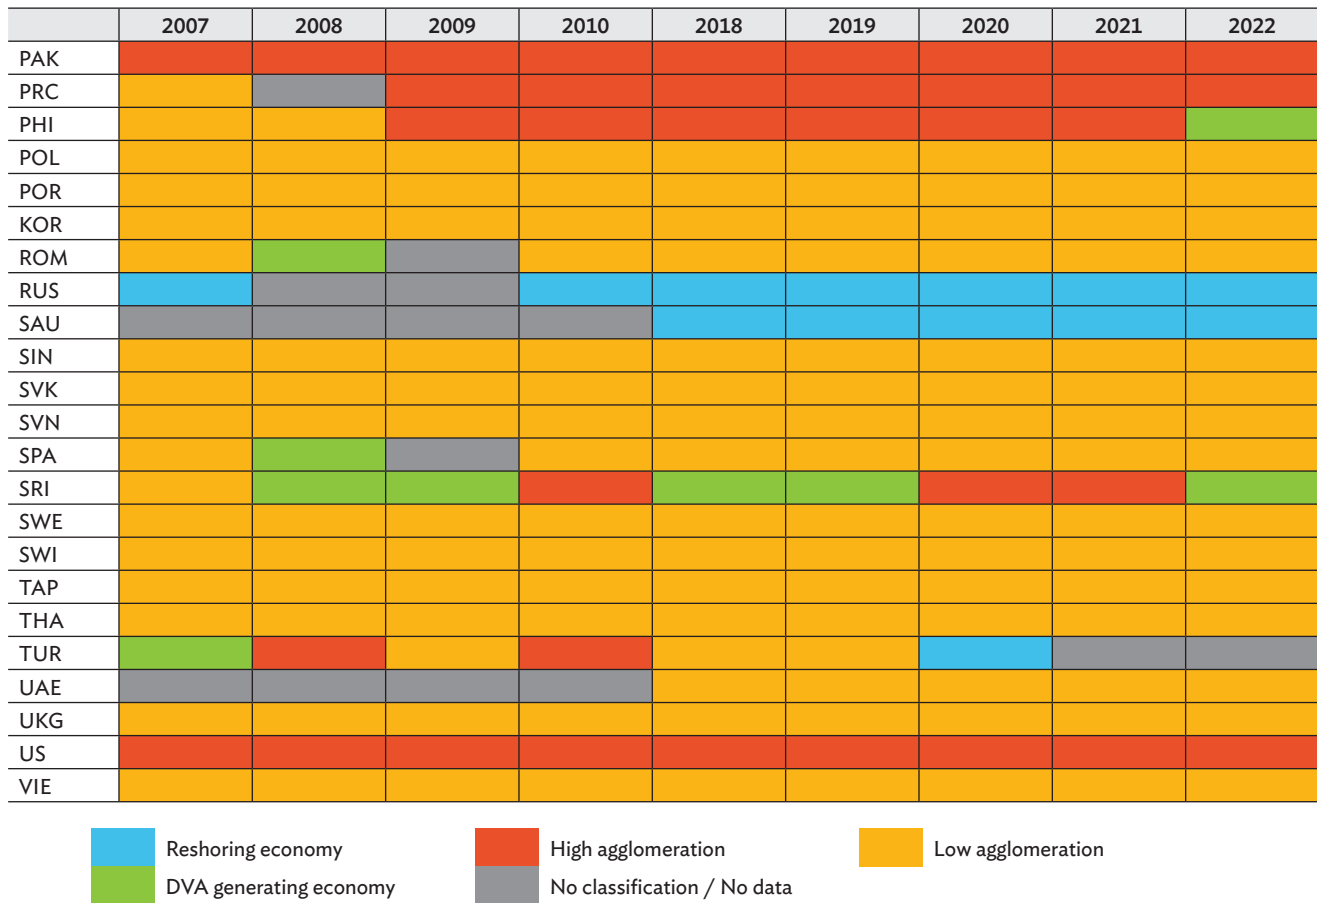 2007 2008 2009 2010 2018 2019 2020 2021 2022
PAK
PRC
PHI
POL
POR
KOR
ROM
RUS
SAU
SIN
SVK
SVN
SPA
SRI
SWE
SWI
TAP
THA
TUR
UAE
UKG
US
VIE
Reshoring economy High agglomeration Low agglomeration
DVA generating economy No classification / No data